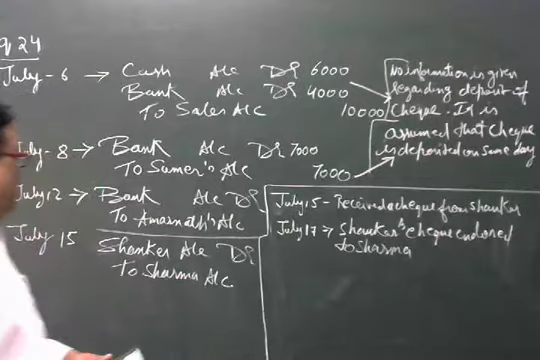 Q 24
July - 6 → Cash A/c Dr 6000
Bank A/c Dr 4000
To Sales A/c 10000
July - 8 → Bank A/c Dr 7000
To Sumer's A/c 7000
July 12 → Bank A/c Dr
To Amarnath's A/c
July 15 Shanker A/c Dr
To Sharma A/c
No information is given
regarding deposit of
cheque. It is
assumed that cheque
is deposited on same day
July 15 - Received a cheque from Shanker
July 17 → Shanker's cheque endorsed
to Sharma